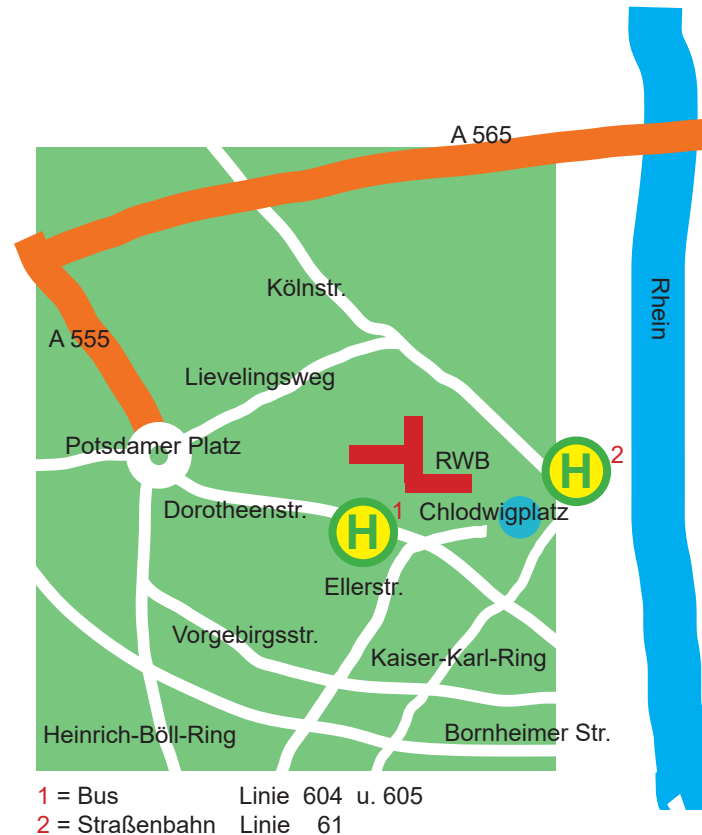 A 565
Rhein
Kölnstr.
A 555
Lievelingsweg
Potsdamer Platz
RWB
H 2
Dorotheenstr.
H 1
Chlodwigplatz
Ellerstr.
Vorgebirgsstr.
Kaiser-Karl-Ring
Heinrich-Böll-Ring
Bornheimer Str.
1 = Bus Linie 604 u. 605
2 = Straßenbahn Linie 61